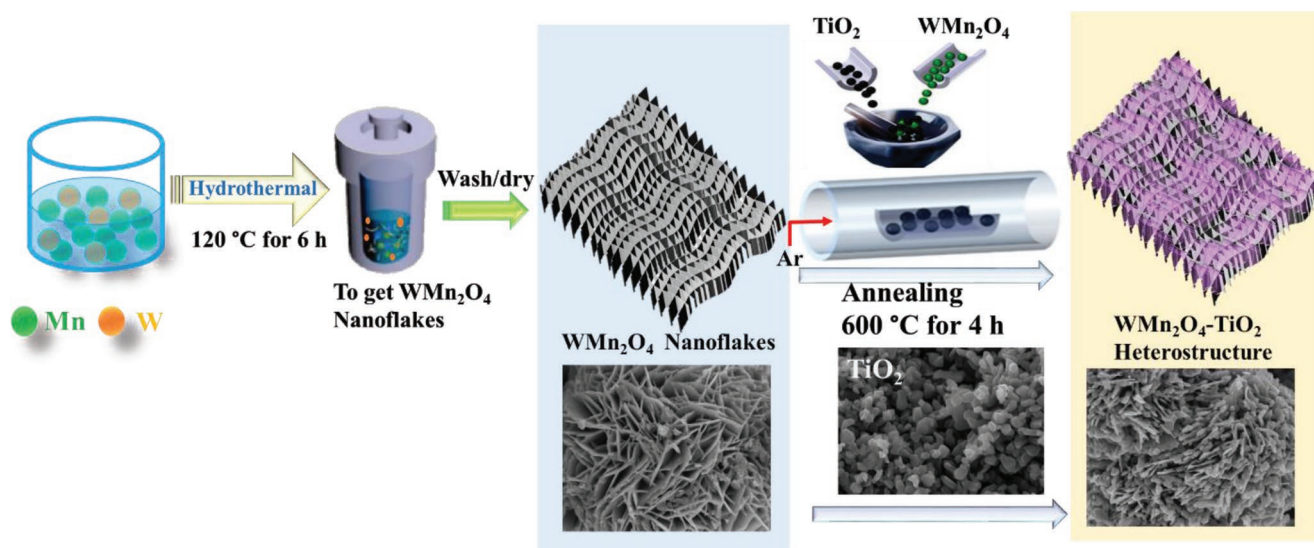 Hydrothermal
120 °C for 6 h
Mn
W
To get WMn₂O₄
Nanoflakes
Wash/dry
WMn₂O₄ Nanoflakes
TiO₂
WMn₂O₄
Ar
Annealing
600 °C for 4 h
TiO₂
WMn₂O₄-TiO₂
Heterostructure